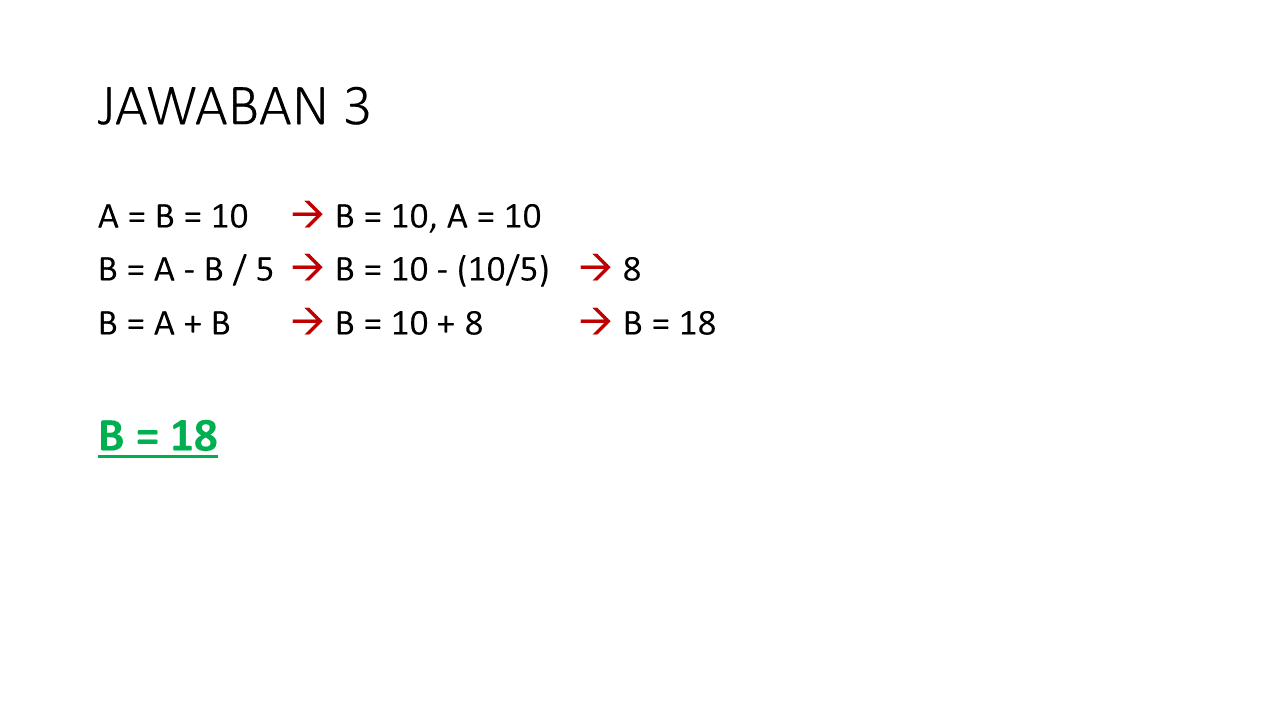 JAWABAN 3
A = B = 10 → B = 10, A = 10
B = A - B / 5 → B = 10 - (10/5) → 8
B = A + B → B = 10 + 8 → B = 18
B = 18